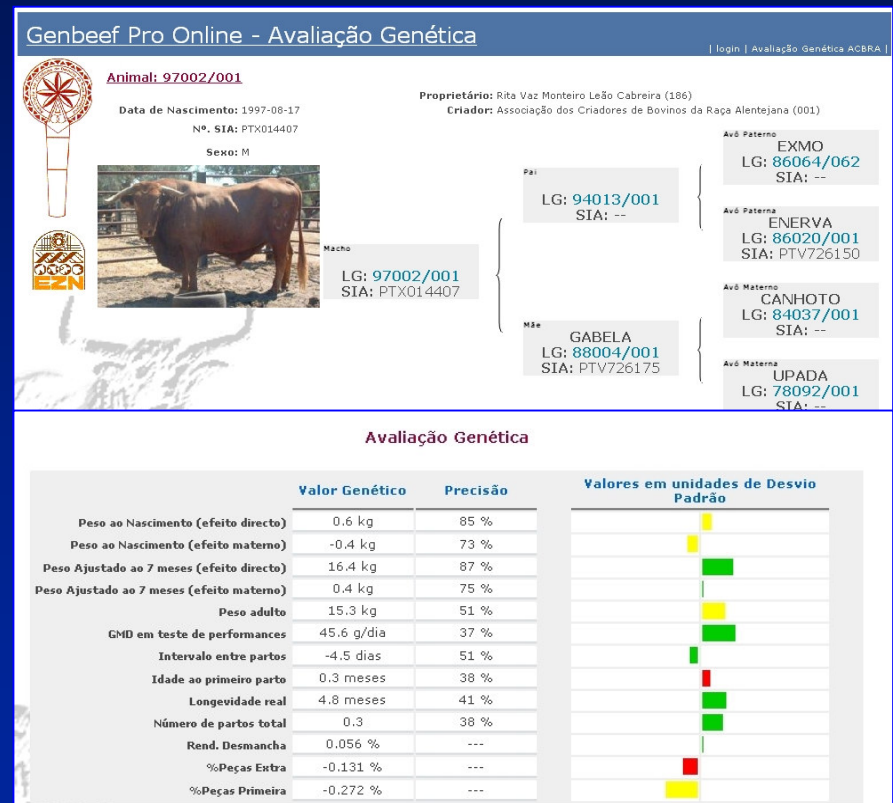 Genbeef Pro Online - Avaliação Genética
| login | Avaliação Genética ACBRA |
Animal: 97002/001
Proprietário: Rita Vaz Monteiro Leão Cabreira (186)
Data de Nascimento: 1997-08-17
Criador: Associação dos Criadores de Bovinos da Raça Alentejana (001)
Nº. SIA: PTX014407
Sexo: M
Macho
LG: 97002/001
SIA: PTX014407
Pai
LG: 94013/001
SIA: --
Mãe
GABELA
LG: 88004/001
SIA: PTV726175
Avô Paterno
EXMO
LG: 86064/062
SIA: --
Avó Paterna
ENERVA
LG: 86020/001
SIA: PTV726150
Avô Materno
CANHOTO
LG: 84037/001
SIA: --
Avó Materna
UPADA
LG: 78092/001
SIA: --
EZN
Avaliação Genética
Valor Genético Precisão Valores em unidades de Desvio
Padrão
Peso ao Nascimento (efeito directo) 0.6 kg 85 %
Peso ao Nascimento (efeito materno) -0.4 kg 73 %
Peso Ajustado ao 7 meses (efeito directo) 16.4 kg 87 %
Peso Ajustado ao 7 meses (efeito materno) 0.4 kg 75 %
Peso adulto 15.3 kg 51 %
GMD em teste de performances 45.6 g/dia 37 %
Intervalo entre partos -4.5 dias 51 %
Idade ao primeiro parto 0.3 meses 38 %
Longevidade real 4.8 meses 41 %
Número de partos total 0.3 38 %
Rend. Desmancha 0.056 % ---
%Peças Extra -0.131 % ---
%Peças Primeira -0.272 % ---